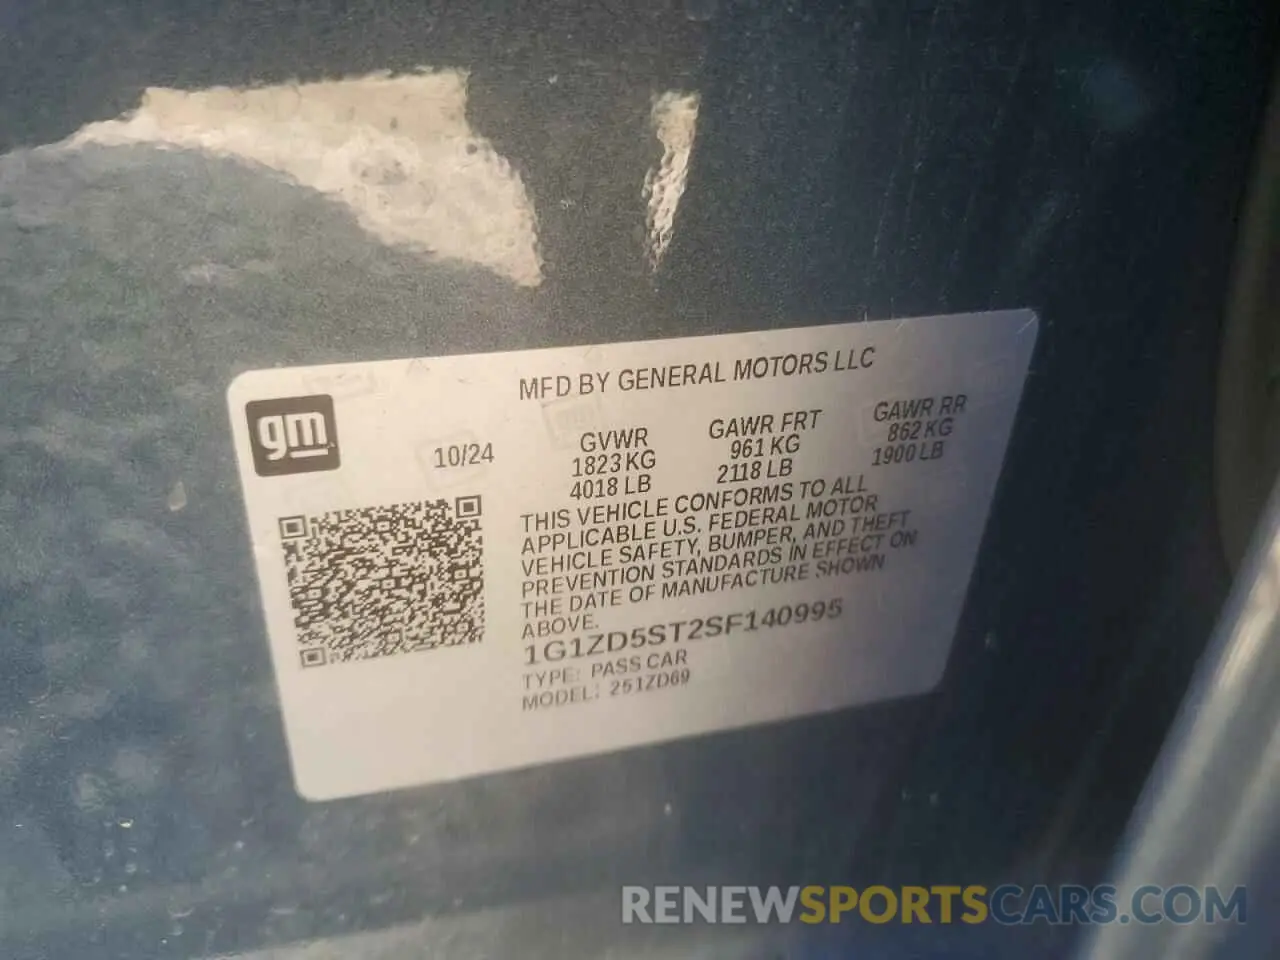 MFD BY GENERAL MOTORS LLC
gm
10/24
GVWR
1823 KG
4018 LB
GAWR FRT
961 KG
2118 LB
GAWR RR
862 KG
1900 LB
THIS VEHICLE CONFORMS TO ALL
APPLICABLE U.S. FEDERAL MOTOR
VEHICLE SAFETY, BUMPER, AND THEFT
PREVENTION STANDARDS IN EFFECT ON
THE DATE OF MANUFACTURE SHOWN
ABOVE.
1G1ZD5ST2SF140995
TYPE: PASS CAR
MODEL: 251ZD69
RENEWSPORTSCARS.COM